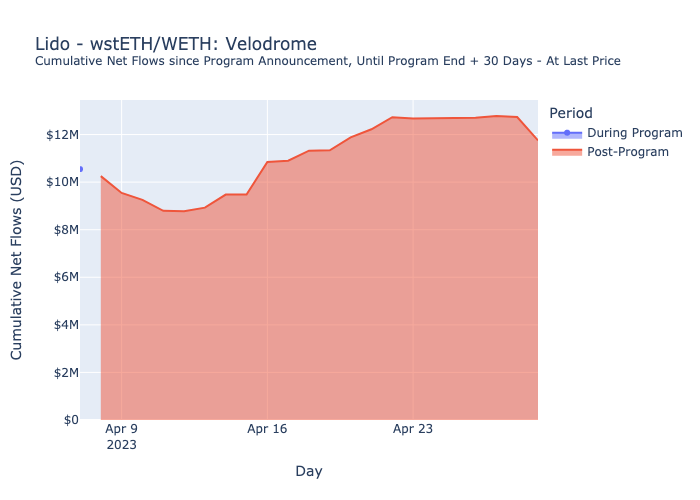 Lido - wstETH/WETH: Velodrome
Cumulative Net Flows since Program Announcement, Until Program End + 30 Days - At Last Price
Period
During Program
Post-Program
Cumulative Net Flows (USD)
$12M
$10M
$8M
$6M
$4M
$2M
$0
Apr 9
2023
Apr 16
Apr 23
Day